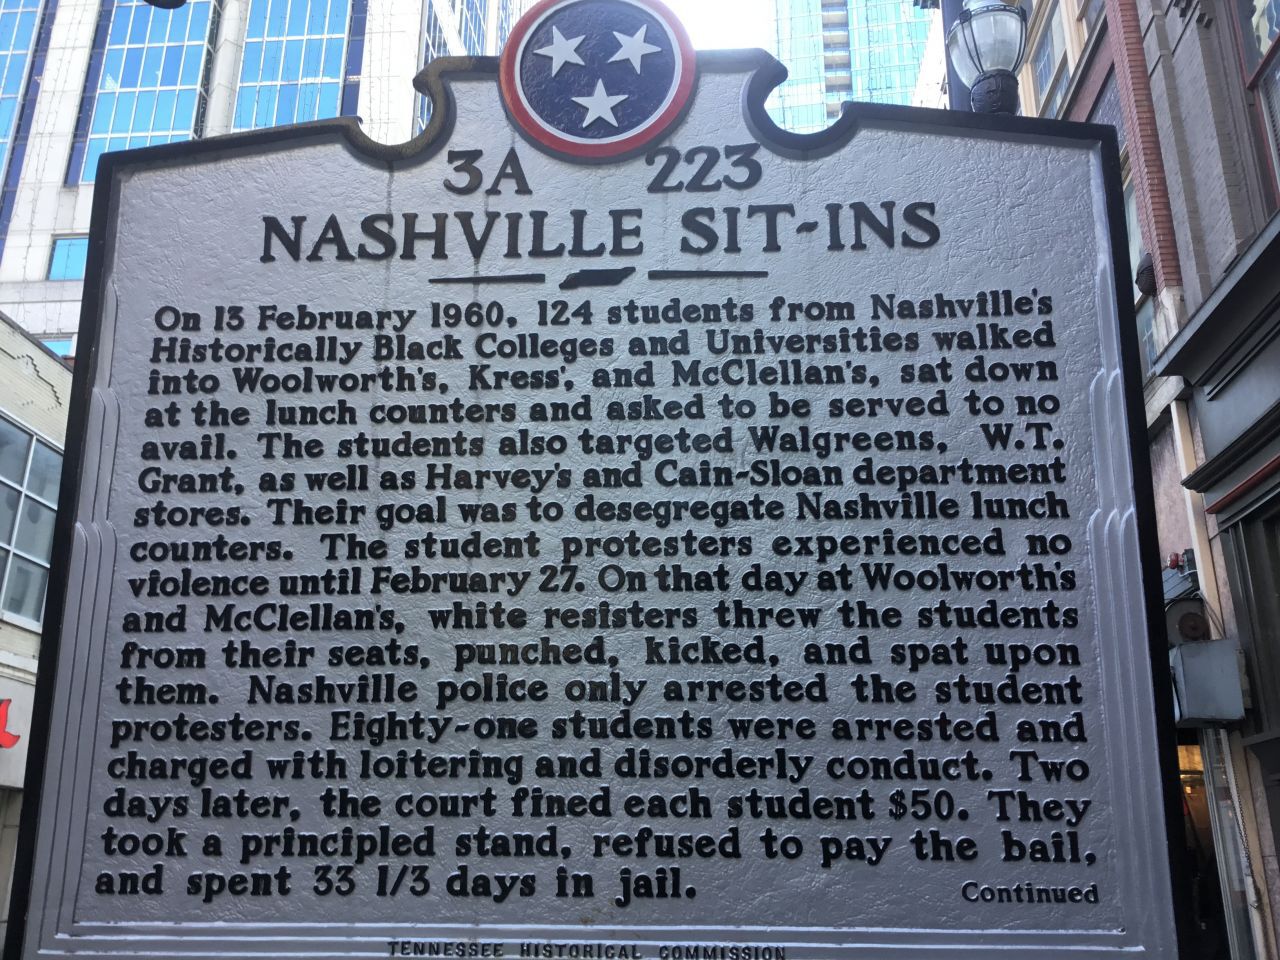 3A 223
NASHVILLE SIT-INS
On 13 February 1960, 124 students from Nashville's
Historically Black Colleges and Universities walked
into Woolworth's, Kress', and McClellan's, sat down
at the lunch counters and asked to be served to no
avail. The students also targeted Walgreens, W.T.
Grant, as well as Harvey's and Cain-Sloan department
stores. Their goal was to desegregate Nashville lunch
counters. The student protesters experienced no
violence until February 27. On that day at Woolworth's
and McClellan's, white resisters threw the students
from their seats, punched, kicked, and spat upon
them. Nashville police only arrested the student
protesters. Eighty-one students were arrested and
charged with loitering and disorderly conduct. Two
days later, the court fined each student $50. They
took a principled stand, refused to pay the bail,
and spent 33 1/3 days in jail. Continued
TENNESSEE HISTORICAL COMMISSION